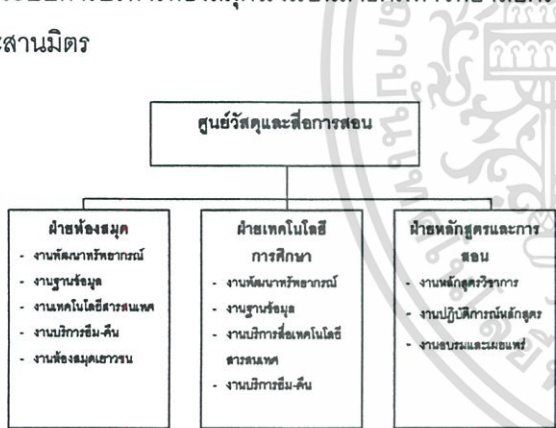 สานมิตร
ศูนย์วัสดุและสื่อการสอน
ฝ่ายห้องสมุด
- งานพัฒนาทรัพยากรณ์
- งานฐานข้อมูล
- งานเทคโนโลยีสารสนเทศ
- งานบริการยืม-คืน
- งานห้องสมุดเยาวชน
ฝ่ายเทคโนโลยี
การศึกษา
- งานพัฒนาทรัพยากรณ์
- งานฐานข้อมูล
- งานบริการสื่อเทคโนโลยี
สารสนเทศ
- งานบริการยืม-คืน
ฝ่ายหลักสูตรและการ
สอน
- งานหลักสูตรวิชาการ
- งานปฏิบัติการณ์หลักสูตร
- งานอบรมและเผยแพร่